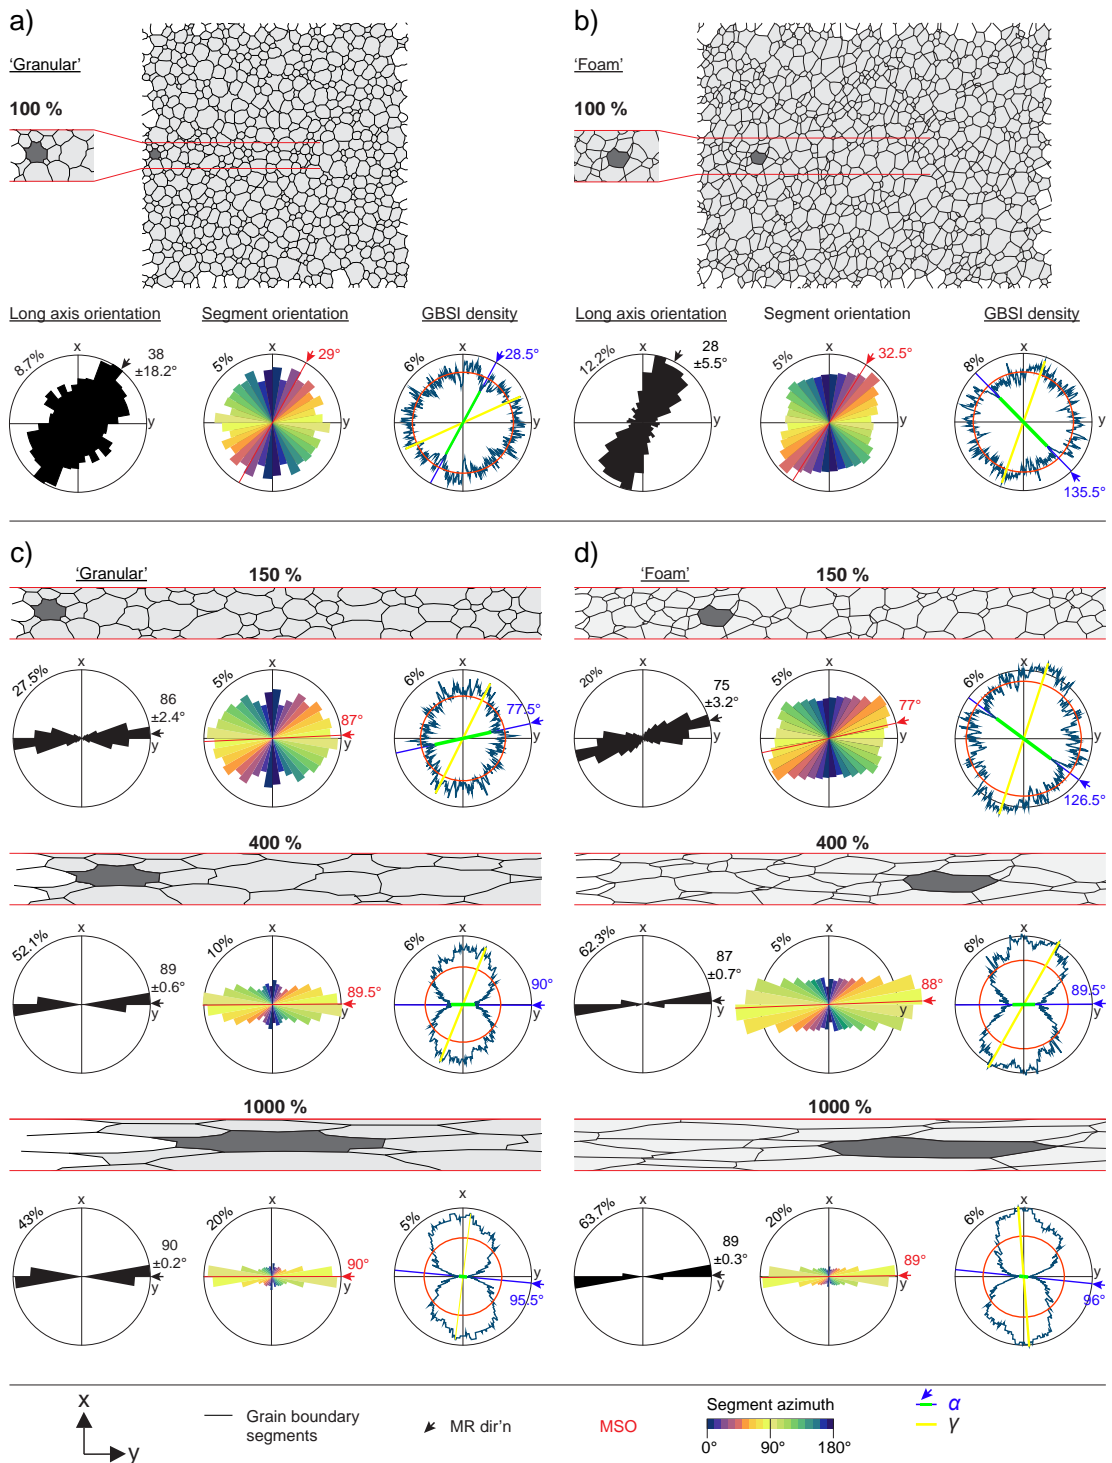 a)
'Granular'
100 %
Long axis orientation
Segment orientation
GBSI density
8.7%
x
38
±18.2°
y
5%
x
29°
y
6%
x
28.5°
y
b)
'Foam'
100 %
Long axis orientation
Segment orientation
GBSI density
12.2%
x
28
±5.5°
y
5%
x
32.5°
y
8%
x
y
135.5°
c)
'Granular'
150 %
27.5%
x
86
±2.4°
y
5%
x
87°
y
6%
x
77.5°
y
400 %
52.1%
x
89
±0.6°
y
10%
x
89.5°
y
6%
x
90°
y
1000 %
43%
x
90
±0.2°
y
20%
x
90°
y
5%
x
y
95.5°
d)
'Foam'
150 %
20%
x
75
±3.2°
y
5%
x
77°
y
6%
x
y
126.5°
400 %
62.3%
x
87
±0.7°
y
5%
x
88°
y
6%
x
89.5°
y
1000 %
63.7%
x
89
±0.3°
y
20%
x
89°
y
6%
x
y
96°
x
y
Grain boundary
segments
MR dir'n
MSO
Segment azimuth
0° 90° 180°
α
γ